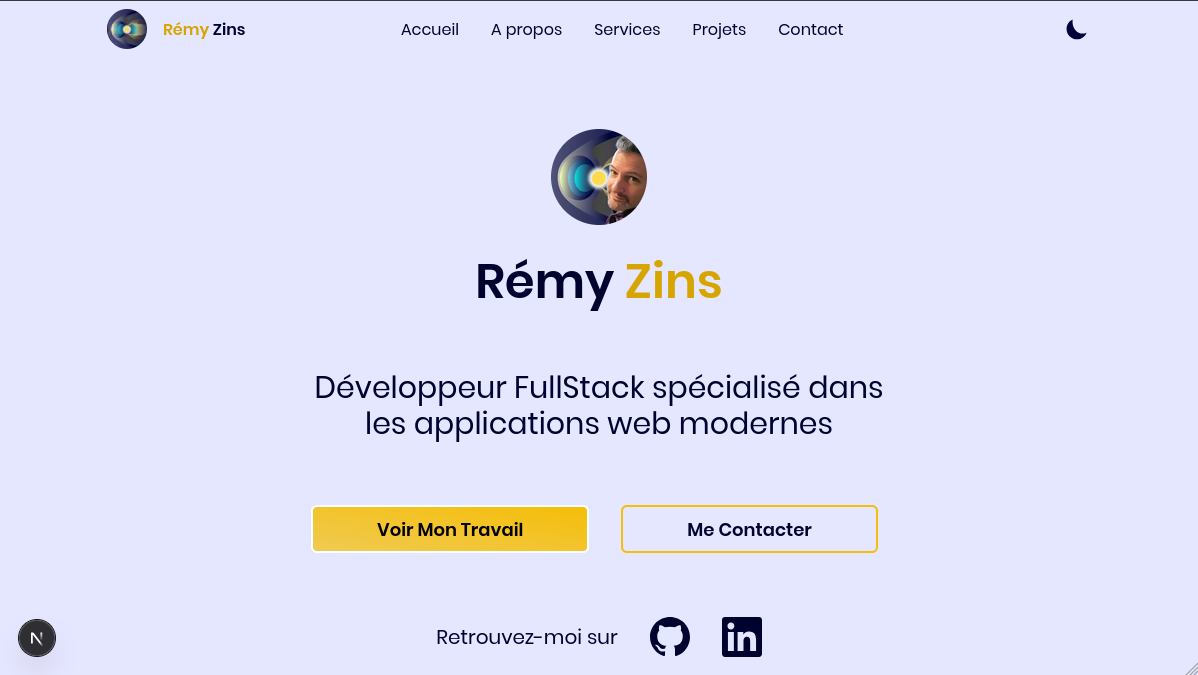 Rémy Zins
Accueil
A propos
Services
Projets
Contact
Rémy Zins
Développeur FullStack spécialisé dans
les applications web modernes
Voir Mon Travail
Me Contacter
Retrouvez-moi sur
in
N